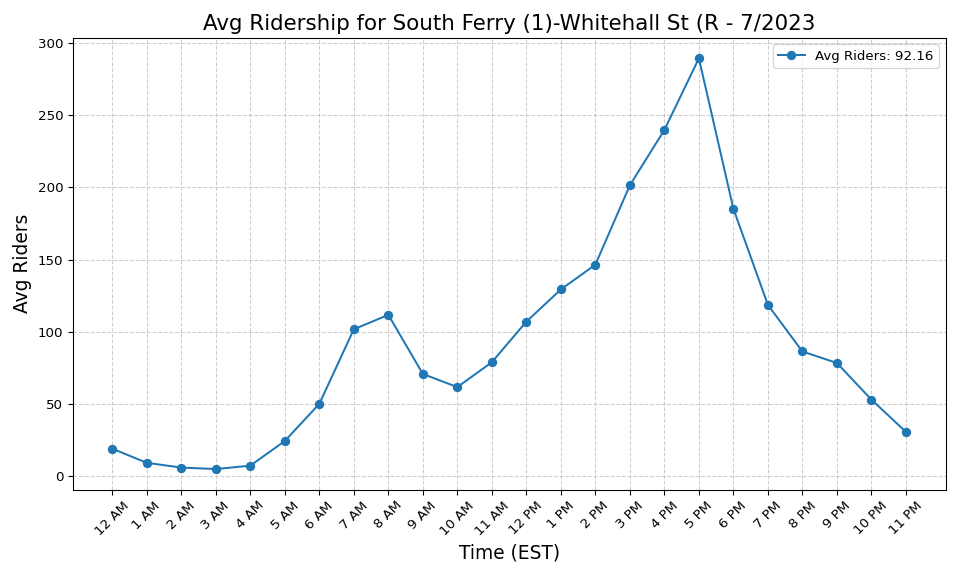 Avg Ridership for South Ferry (1)-Whitehall St (R - 7/2023
Avg Riders: 92.16
300
250
200
150
100
50
0
Avg Riders
12 AM
1 AM
2 AM
3 AM
4 AM
5 AM
6 AM
7 AM
8 AM
9 AM
10 AM
11 AM
12 PM
1 PM
2 PM
3 PM
4 PM
5 PM
6 PM
7 PM
8 PM
9 PM
10 PM
11 PM
Time (EST)